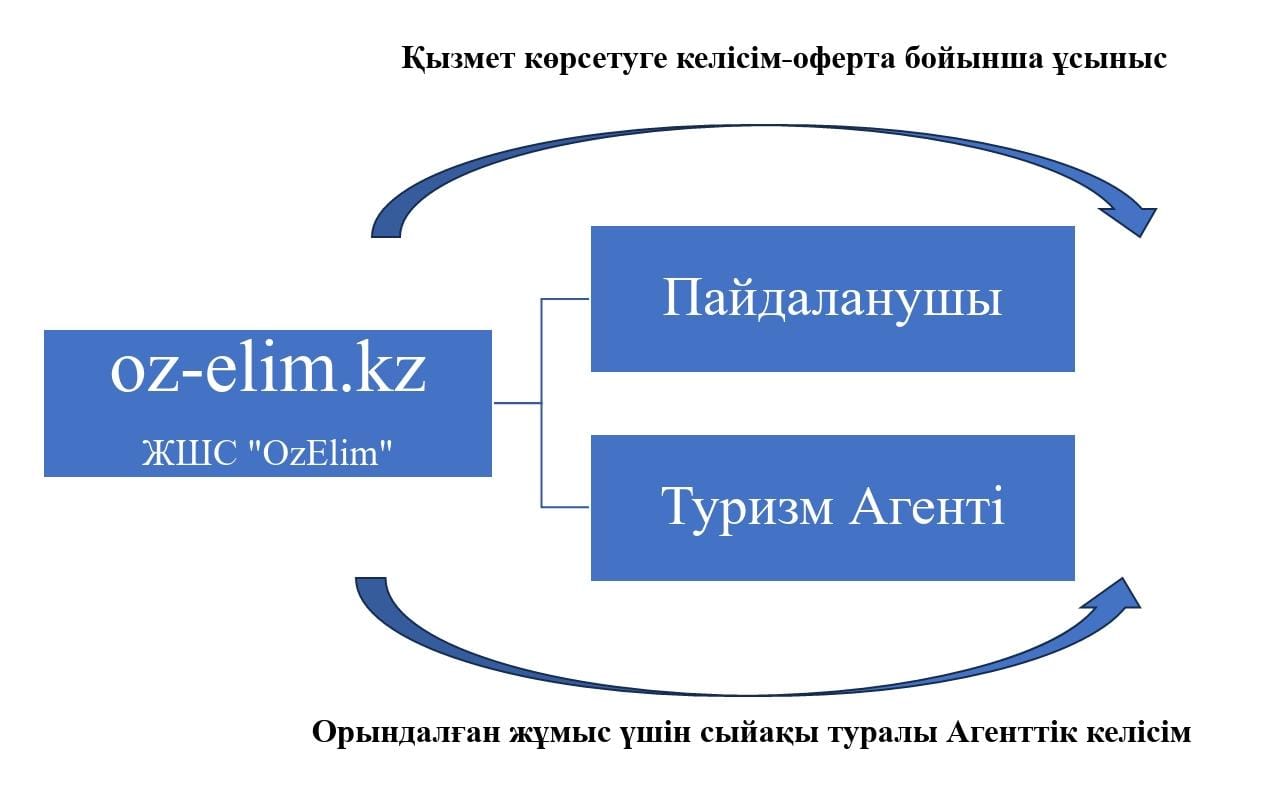 Қызмет көрсетуге келісім-оферта бойынша ұсыныс
Пайдаланушы
oz-elim.kz
ЖШС "OzElim"
Туризм Агенті
Орындалған жұмыс үшін сыйақы туралы Агенттік келісім